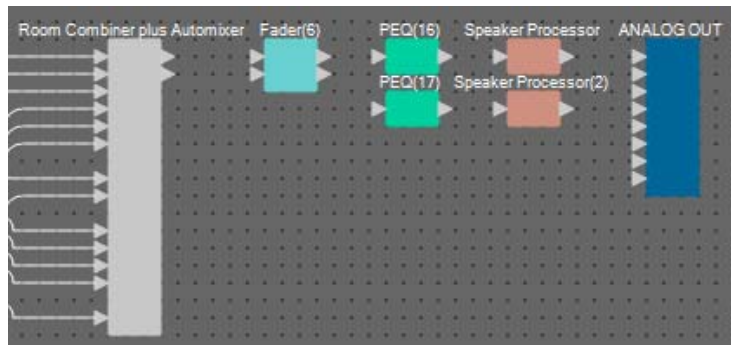 Room Combiner plus Automixer Fader(6) PEQ(16) Speaker Processor ANALOG OUT
PEQ(17) Speaker Processor(2)